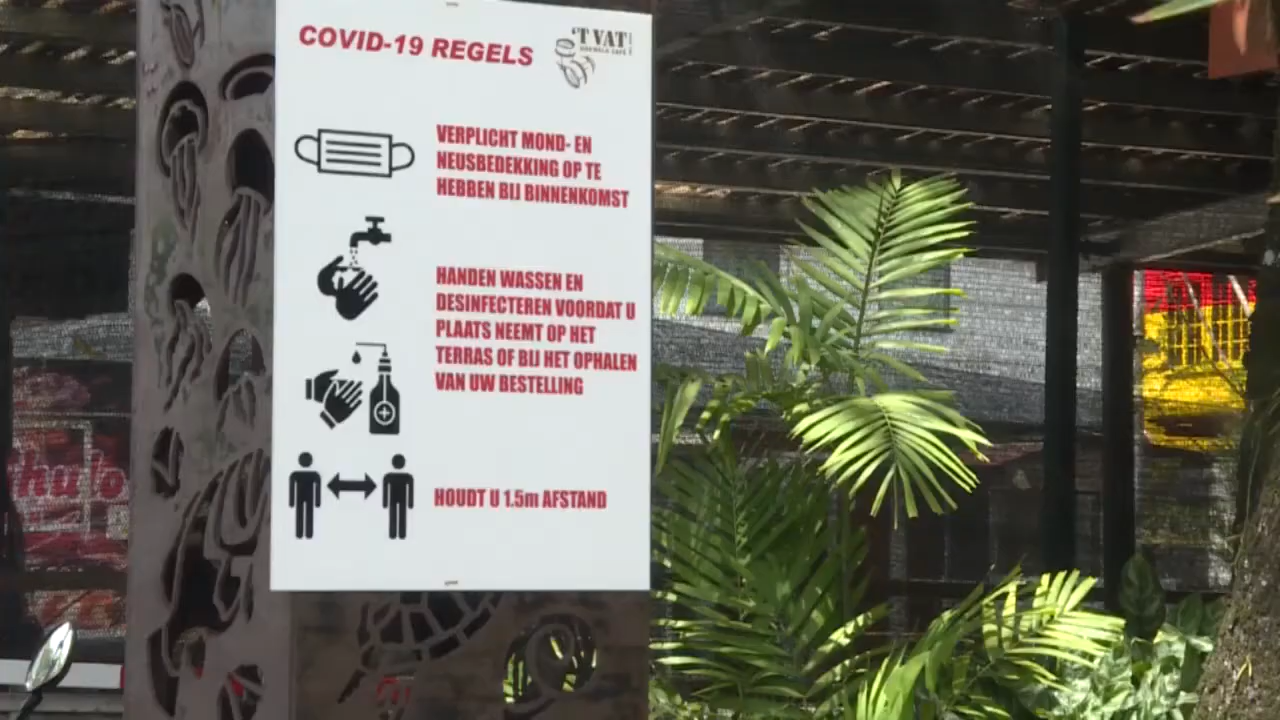 COVID-19 REGELS
'T VAT
VERPLICHT MOND- EN
NEUSBEDEKKING OP TE
HEBBEN BIJ BINNENKOMST
HANDEN WASSEN EN
DESINFECTEREN VOORDAT U
PLAATS NEEMT OP HET
TERRAS OF BIJ HET OPHALEN
VAN UW BESTELLING
HOUDT U 1.5m AFSTAND